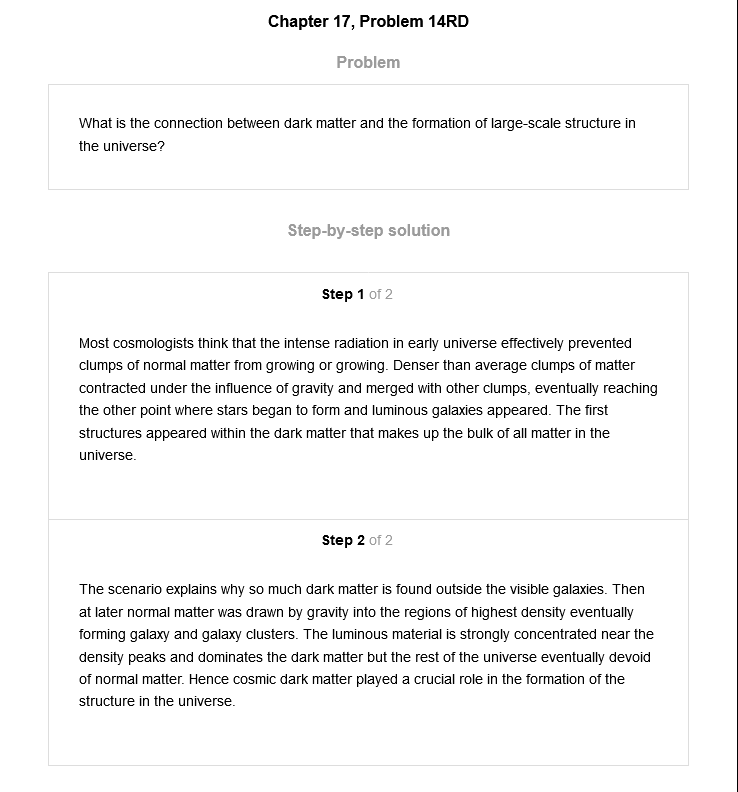 Chapter 17, Problem 14RD
Problem
What is the connection between dark matter and the formation of large-scale structure in
the universe?
Step-by-step solution
Step 1 of 2
Most cosmologists think that the intense radiation in early universe effectively prevented
clumps of normal matter from growing or growing. Denser than average clumps of matter
contracted under the influence of gravity and merged with other clumps, eventually reaching
the other point where stars began to form and luminous galaxies appeared. The first
structures appeared within the dark matter that makes up the bulk of all matter in the
universe.
Step 2 of 2
The scenario explains why so much dark matter is found outside the visible galaxies. Then
at later normal matter was drawn by gravity into the regions of highest density eventually
forming galaxy and galaxy clusters. The luminous material is strongly concentrated near the
density peaks and dominates the dark matter but the rest of the universe eventually devoid
of normal matter. Hence cosmic dark matter played a crucial role in the formation of the
structure in the universe.